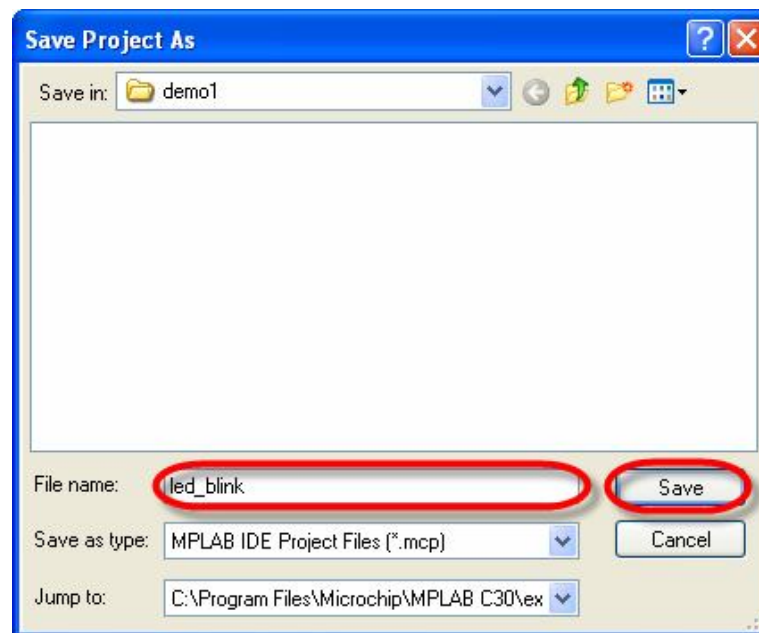 Save Project As
Save in: demo1
File name: led_blink Save
Save as type: MPLAB IDE Project Files (*.mcp) Cancel
Jump to: C:\Program Files\Microchip\MPLAB C30\ex